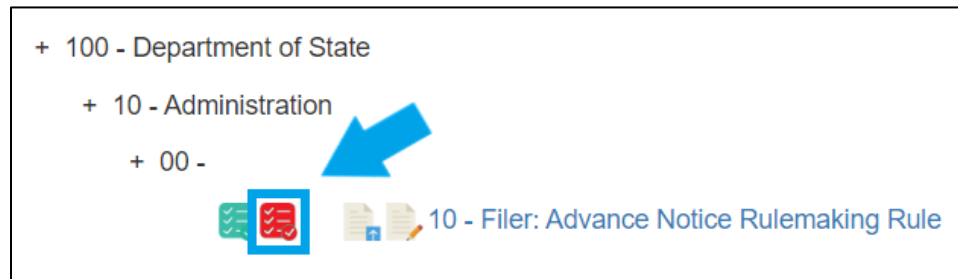 + 100 - Department of State
+ 10 - Administration
+ 00 -
10 - Filer: Advance Notice Rulemaking Rule